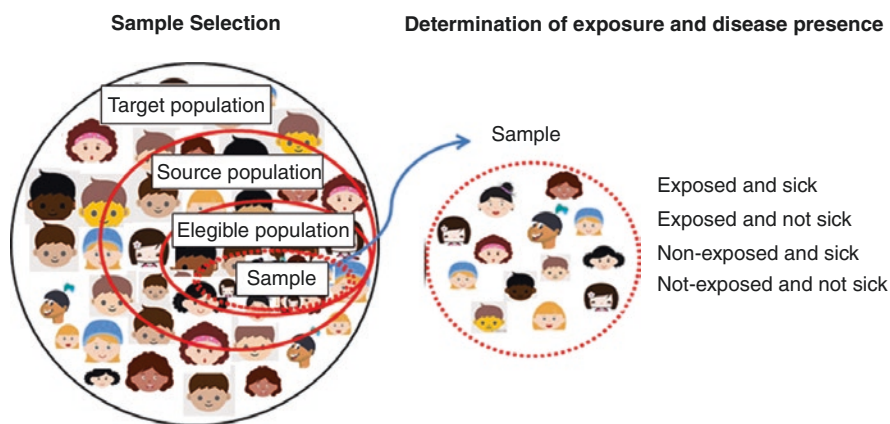 Sample Selection
Determination of exposure and disease presence
Target population
Source population
Elegible population
Sample
Sample
Exposed and sick
Exposed and not sick
Non-exposed and sick
Not-exposed and not sick